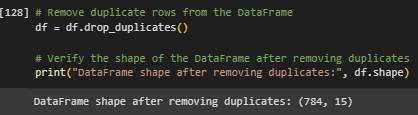 [128] # Remove duplicate rows from the DataFrame
df = df.drop_duplicates()
# Verify the shape of the DataFrame after removing duplicates
print("DataFrame shape after removing duplicates:", df.shape)
DataFrame shape after removing duplicates: (784, 15)